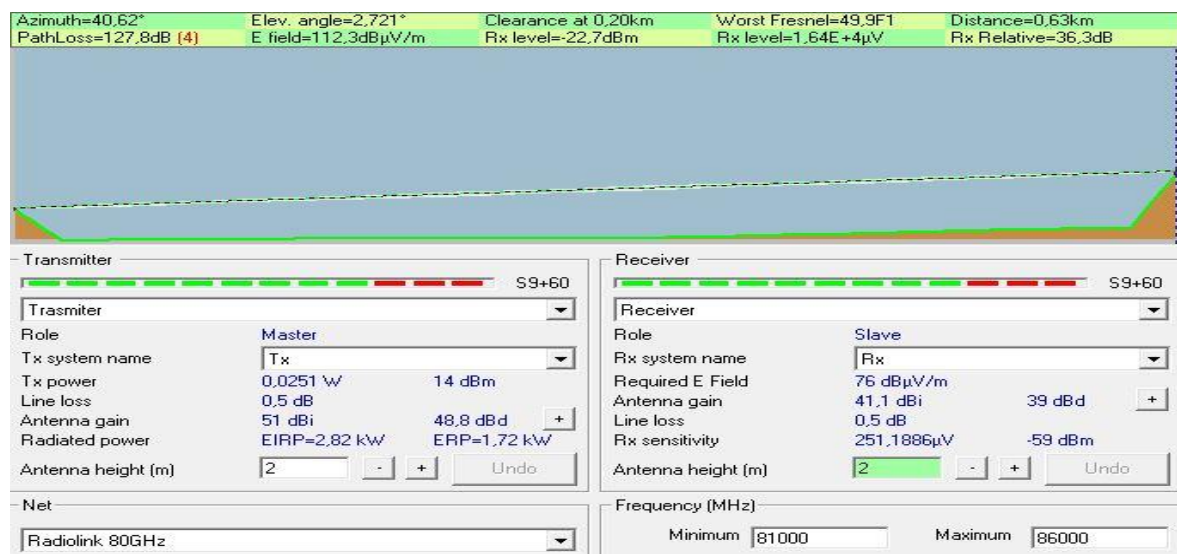 Azimuth=40,62° Elev. angle=2,721° Clearance at 0,20km Worst Fresnel=49,9F1 Distance=0,63km
PathLoss=127,8dB (4) E field=112,3dBµV/m Rx level=-22,7dBm Rx level=1,64E+4µV Rx Relative=36,3dB
Transmitter
S9+60
Trasmiter
Role Master
Tx system name Tx
Tx power 0,0251 W 14 dBm
Line loss 0,5 dB
Antenna gain 51 dBi 48,8 dBd +
Radiated power EIRP=2,82 kW ERP=1,72 kW
Antenna height (m) 2 - + Undo
Net
Radiolink 80GHz
Receiver
S9+60
Receiver
Role Slave
Rx system name Rx
Required E Field 76 dBµV/m
Antenna gain 41,1 dBi 39 dBd +
Line loss 0,5 dB
Rx sensitivity 251,1886µV -59 dBm
Antenna height (m) 2 - + Undo
Frequency (MHz)
Minimum 81000 Maximum 86000